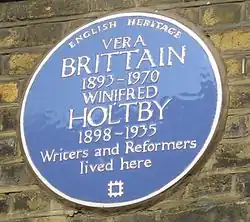 ENGLISH HERITAGE
VERA
BRITTAIN
1893-1970
WINIFRED
HOLTBY
1898-1935
Writers and Reformers
lived here